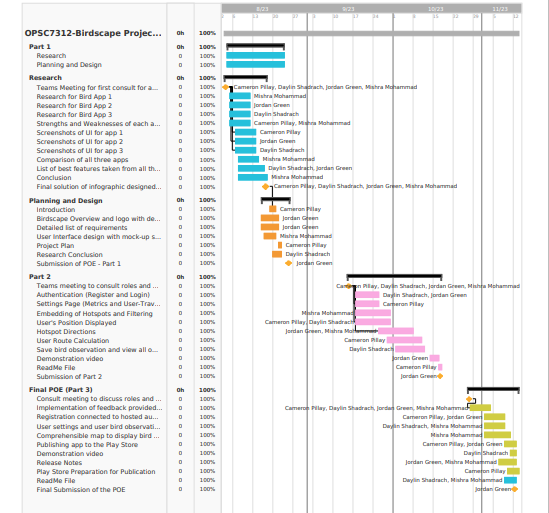 8/23 9/23 10/23 11/23
OPSC7312-Birdscape Projec... 0h 100%
Part 1 0h 100%
Research 0 100%
Planning and Design 0 100%
Research 0h 100%
Teams Meeting for first consult for a... 0 100% Cameron Pillay, Daylin Shadrach, Jordan Green, Mishra Mohammad
Research for Bird App 1 0 100% Mishra Mohammad
Research for Bird App 2 0 100% Jordan Green
Research for Bird App 3 0 100% Daylin Shadrach
Strengths and Weaknesses of each a... 0 100% Cameron Pillay, Mishra Mohammad
Screenshots of UI for app 1 0 100% Cameron Pillay
Screenshots of UI for app 2 0 100% Jordan Green
Screenshots of UI for app 3 0 100% Daylin Shadrach
Comparison of all three apps 0 100% Mishra Mohammad
List of best features taken from all th... 0 100% Daylin Shadrach, Jordan Green
Conclusion 0 100% Mishra Mohammad
Final solution of infographic designed... 0 100% Cameron Pillay, Daylin Shadrach, Jordan Green, Mishra Mohammad
Planning and Design 0h 100%
Introduction 0 100% Cameron Pillay
Birdscape Overview and logo with de... 0 100% Jordan Green
Detailed list of requirements 0 100% Jordan Green
User Interface design with mock-up s... 0 100% Mishra Mohammad
Project Plan 0 100% Cameron Pillay
Research Conclusion 0 100% Daylin Shadrach
Submission of POE - Part 1 0 100% Jordan Green
Part 2 0h 100%
Teams meeting to consult roles and ... 0 100% Cameron Pillay, Daylin Shadrach, Jordan Green, Mishra Mohammad
Authentication (Register and Login) 0 100% Daylin Shadrach, Jordan Green
Settings Page (Metrics and User-Trav... 0 100% Cameron Pillay
Embedding of Hotspots and Filtering 0 100% Mishra Mohammad
User's Position Displayed 0 100% Cameron Pillay, Daylin Shadrach
Hotspot Directions 0 100% Jordan Green, Mishra Mohammad
User Route Calculation 0 100% Cameron Pillay
Save bird observation and view all o... 0 100% Daylin Shadrach
Demonstration video 0 100% Jordan Green
ReadMe File 0 100% Cameron Pillay
Submission of Part 2 0 100% Jordan Green
Final POE (Part 3) 0h 100%
Consult meeting to discuss roles and ... 0 100%
Implementation of feedback provided... 0 100% Cameron Pillay, Daylin Shadrach, Jordan Green, Mishra Mohammad
Registration connected to hosted au... 0 100% Cameron Pillay, Jordan Green
User settings and user bird observati... 0 100% Daylin Shadrach
Comprehensible map to display bird ... 0 100% Mishra Mohammad
Publishing app to the Play Store 0 100% Cameron Pillay
Demonstration video 0 100% Daylin Shadrach
Release Notes 0 100% Jordan Green, Mishra Mohammad
Play Store Preparation for Publication 0 100% Cameron Pillay
ReadMe File 0 100% Daylin Shadrach, Mishra Mohammad
Final Submission of the POE 0 100% Jordan Green